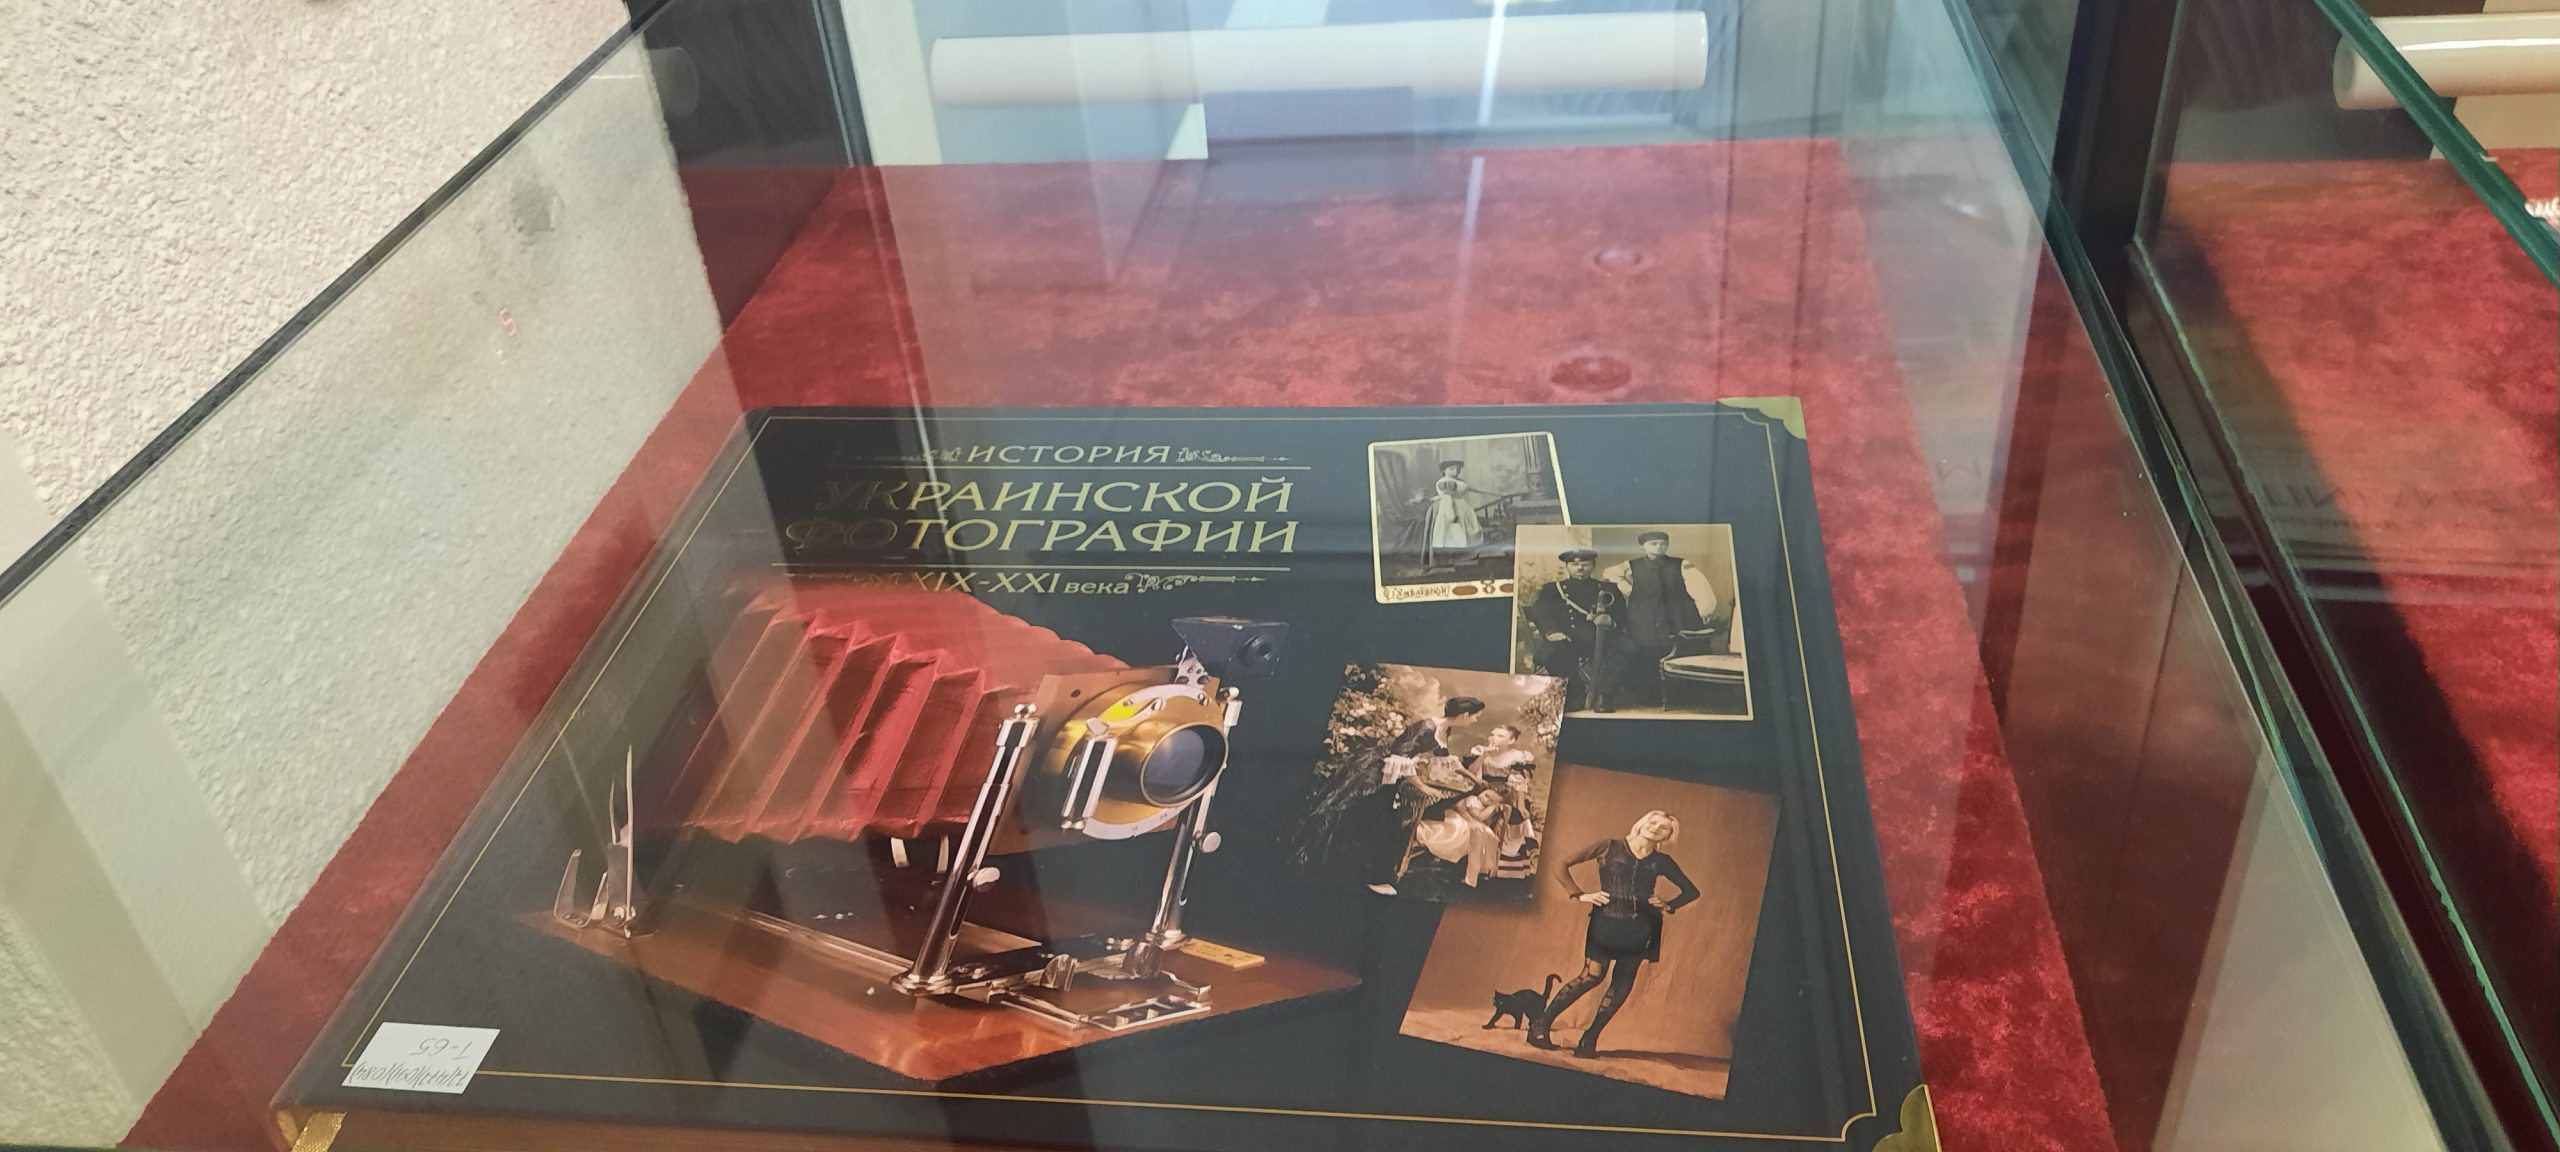 ИСТОРИЯ
УКРАИНСКОЙ
ФОТОГРАФИИ
XIX-XXI века
T-65